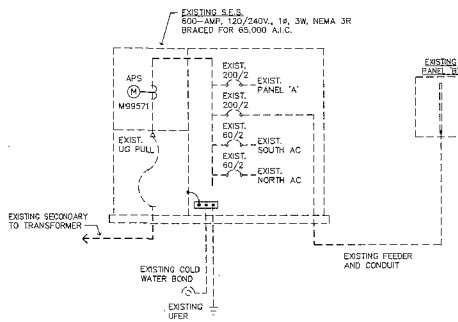 EXISTING S.E.S.
600-AMP, 120/240V., 1Ø, 3W, NEMA 3R
BRACED FOR 65,000 A.I.C.
EXISTING
PANEL 'B'
APS
M
M99571
EXIST.
200/2
EXIST.
PANEL 'A'
EXIST.
200/2
EXIST.
UG PULL
EXIST.
60/2
EXIST.
SOUTH AC
EXIST.
60/2
EXIST.
NORTH AC
EXISTING SECONDARY
TO TRANSFORMER
EXISTING FEEDER
AND CONDUIT
EXISTING COLD
WATER BOND
EXISTING
UFER